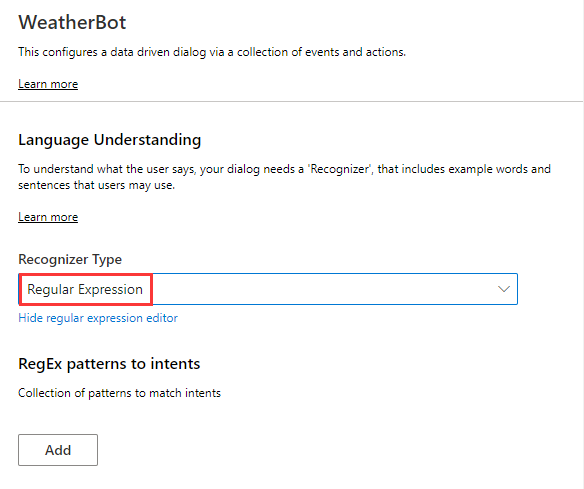 WeatherBot
This configures a data driven dialog via a collection of events and actions.
Learn more
Language Understanding
To understand what the user says, your dialog needs a 'Recognizer', that includes example words and
sentences that users may use.
Learn more
Recognizer Type
Regular Expression
Hide regular expression editor
RegEx patterns to intents
Collection of patterns to match intents
Add